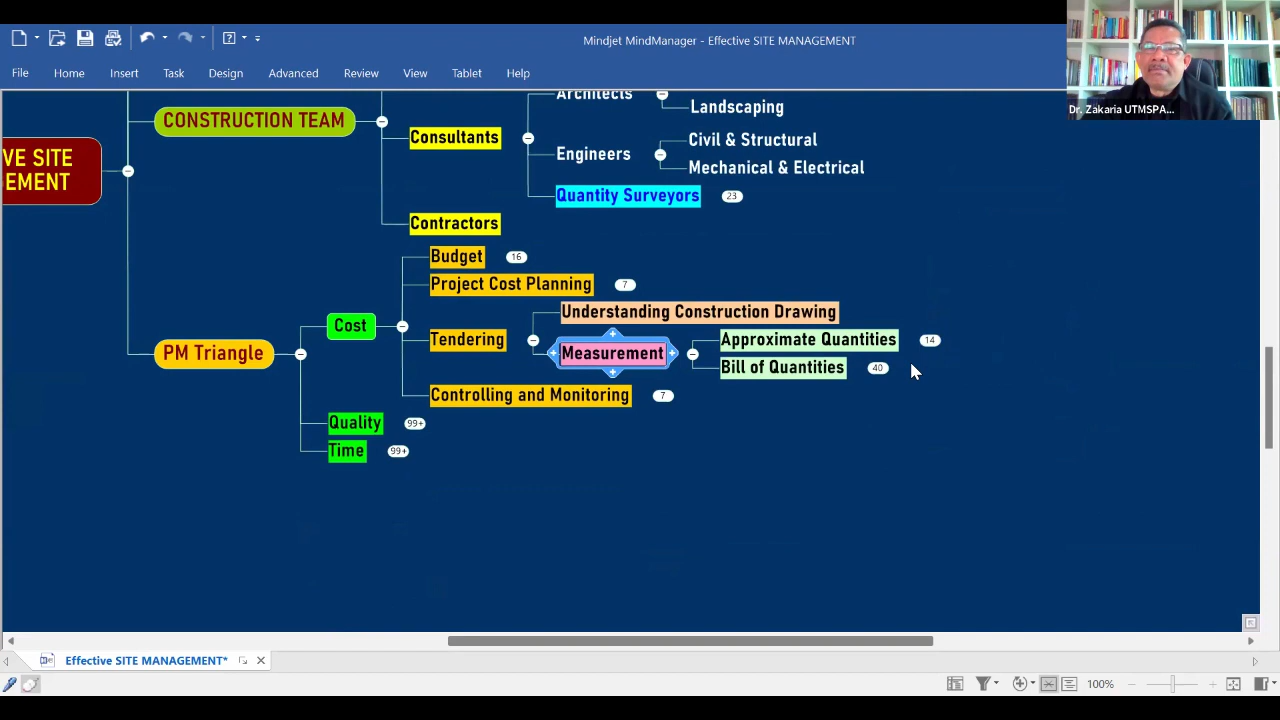 Mindjet MindManager - Effective SITE MANAGEMENT
File Home Insert Task Design Advanced Review View Tablet Help
Dr. Zakaria UTMSPA...
Architects
Landscaping
CONSTRUCTION TEAM
Consultants
Civil & Structural
Engineers
Mechanical & Electrical
VE SITE
EMENT
Quantity Surveyors 23
Contractors
Budget 16
Project Cost Planning 7
Understanding Construction Drawing
Cost
Tendering
Approximate Quantities 14
PM Triangle
Measurement
Bill of Quantities 40
Controlling and Monitoring 7
Quality 99+
Time 99+
Effective SITE MANAGEMENT*
100%